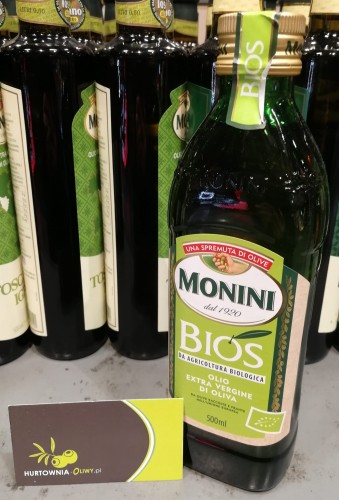 BIOS
MONINI
UNA SPREMUTA DI OLIVE
MONINI
dal 1920
BIOS
DA AGRICOLTURA BIOLOGICA
OLIO
EXTRA VERGINE
DI OLIVA
500ml
HURTOWNIA-OLIWY.pl